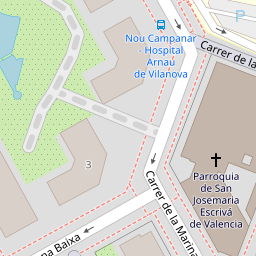 P
Nou Campanar
- Hospital
Arnau
de Vilanova
Carrer de la
3
Parroquia
de San
Josemaria
Escrivá
de Valencia
Carrer de la Marina
na Baixa